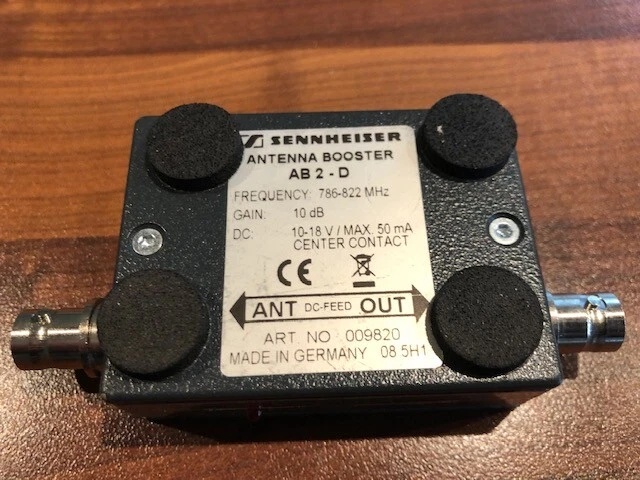 SENNHEISER
ANTENNA BOOSTER
AB 2 - D
FREQUENCY: 786-822 MHz
GAIN: 10 dB
DC: 10-18 V / MAX. 50 mA
CENTER CONTACT
CE
ANT DC-FEED OUT
ART. NO 009820
MADE IN GERMANY 08 5H1